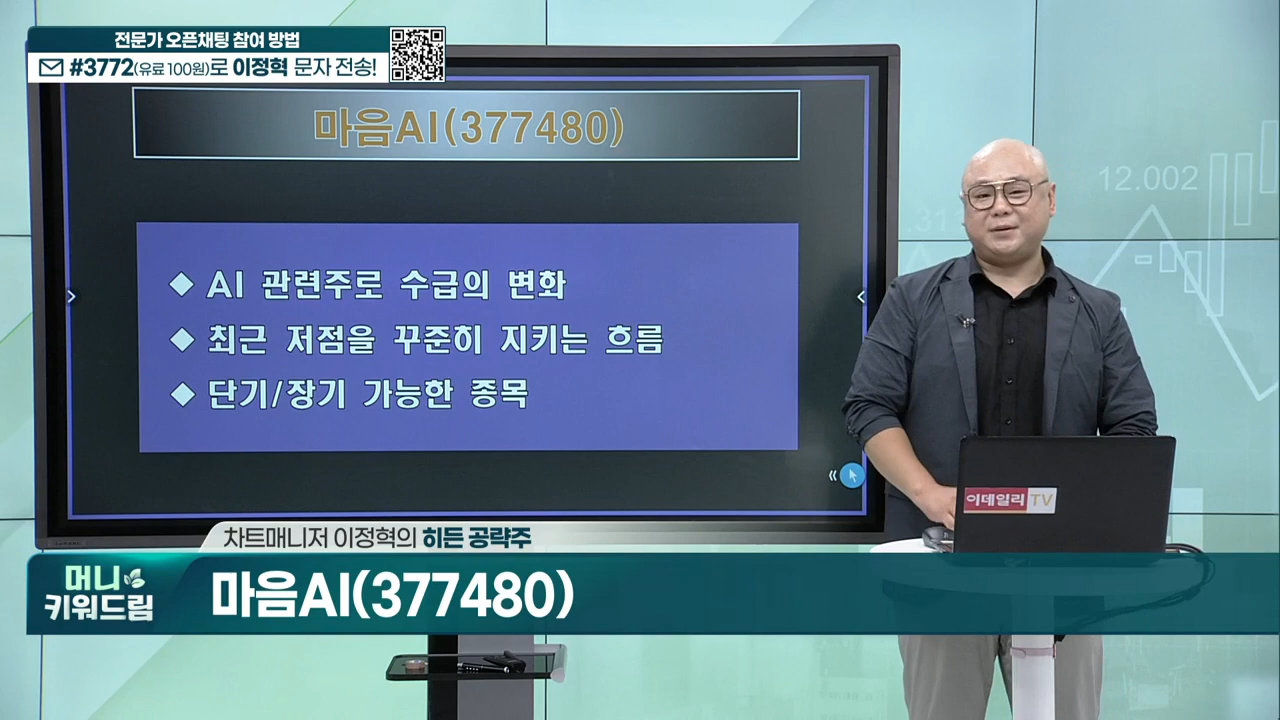 전문가 오픈채팅 참여 방법
#3772(유료 100원)로 이정혁 문자 전송!
마음AI(377480)
12.002
.31
◆ AI 관련주로 수급의 변화
◆ 최근 저점을 꾸준히 지키는 흐름
◆ 단기/장기 가능한 종목
이데일리TV
차트매니저 이정혁의 히든 공략주
머니
키워드림
마음AI(377480)